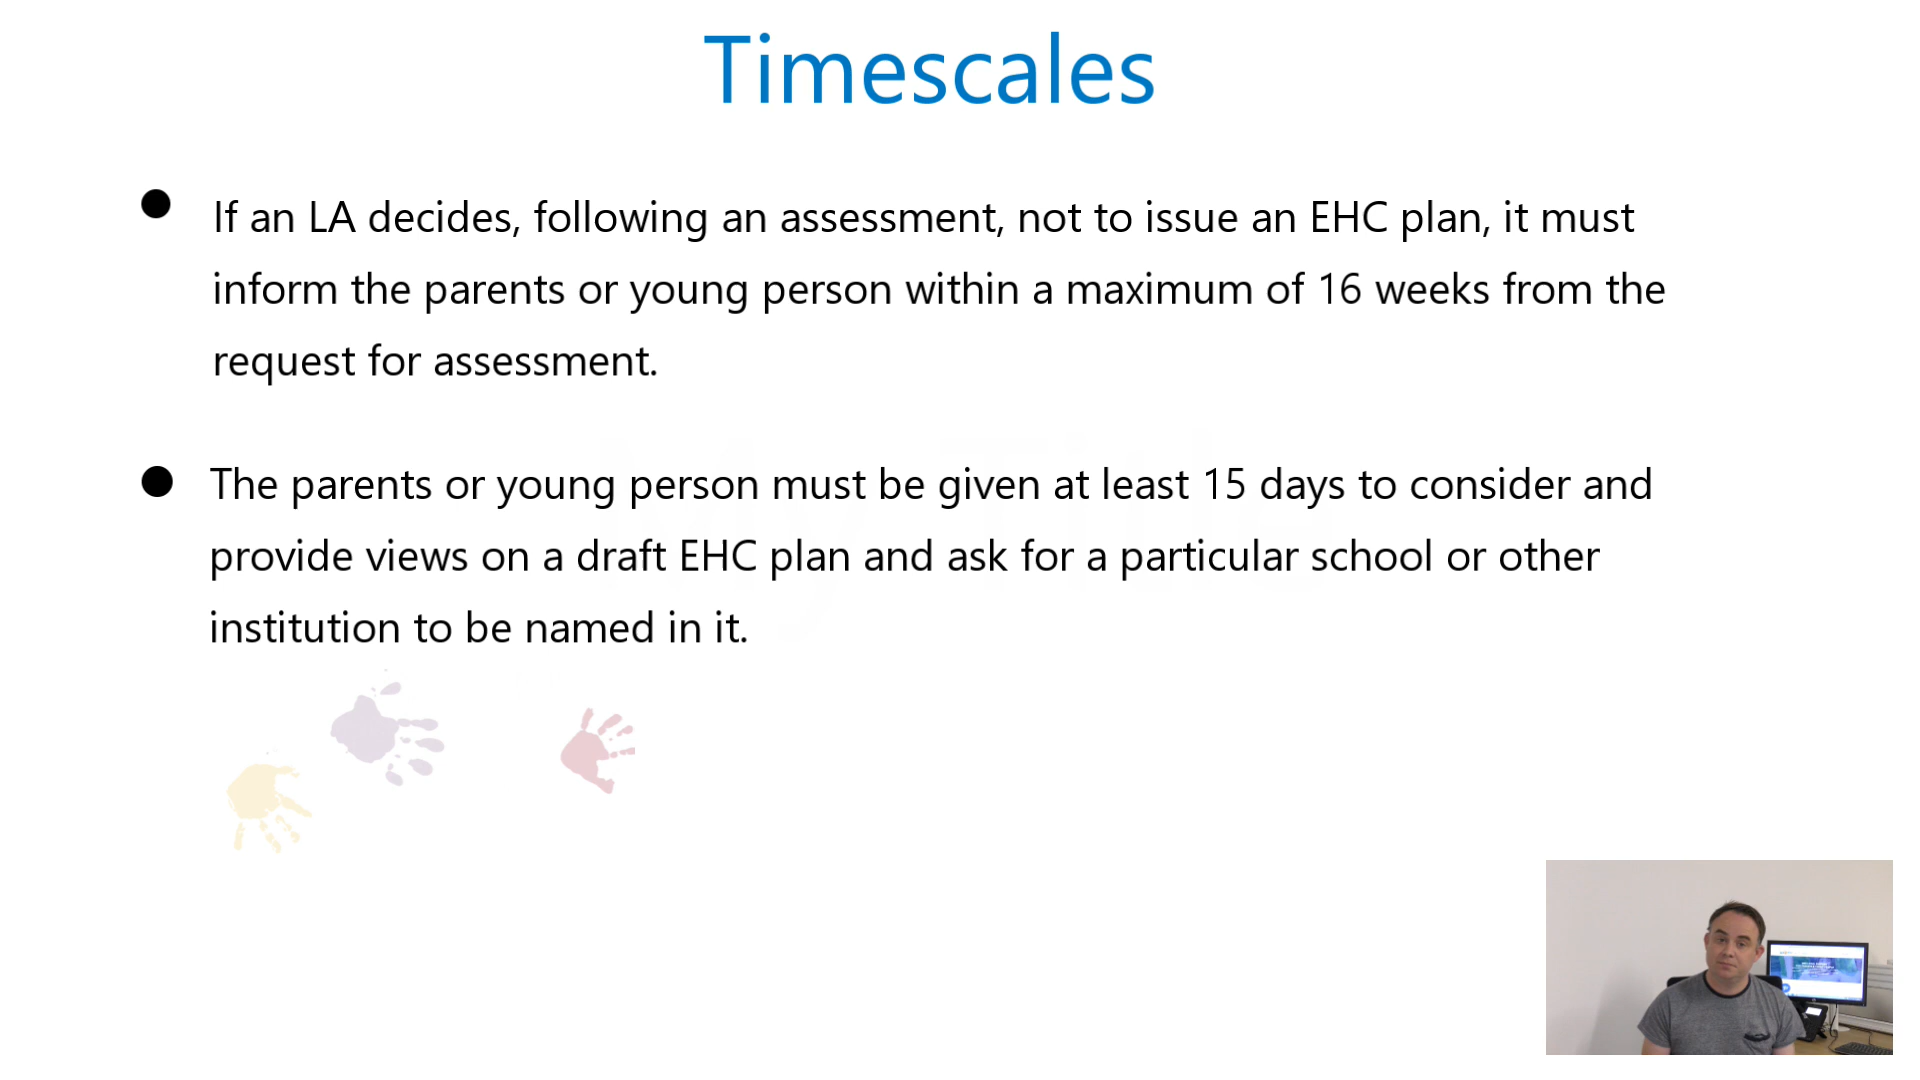 Timescales
If an LA decides, following an assessment, not to issue an EHC plan, it must
inform the parents or young person within a maximum of 16 weeks from the
request for assessment.
The parents or young person must be given at least 15 days to consider and
provide views on a draft EHC plan and ask for a particular school or other
institution to be named in it.